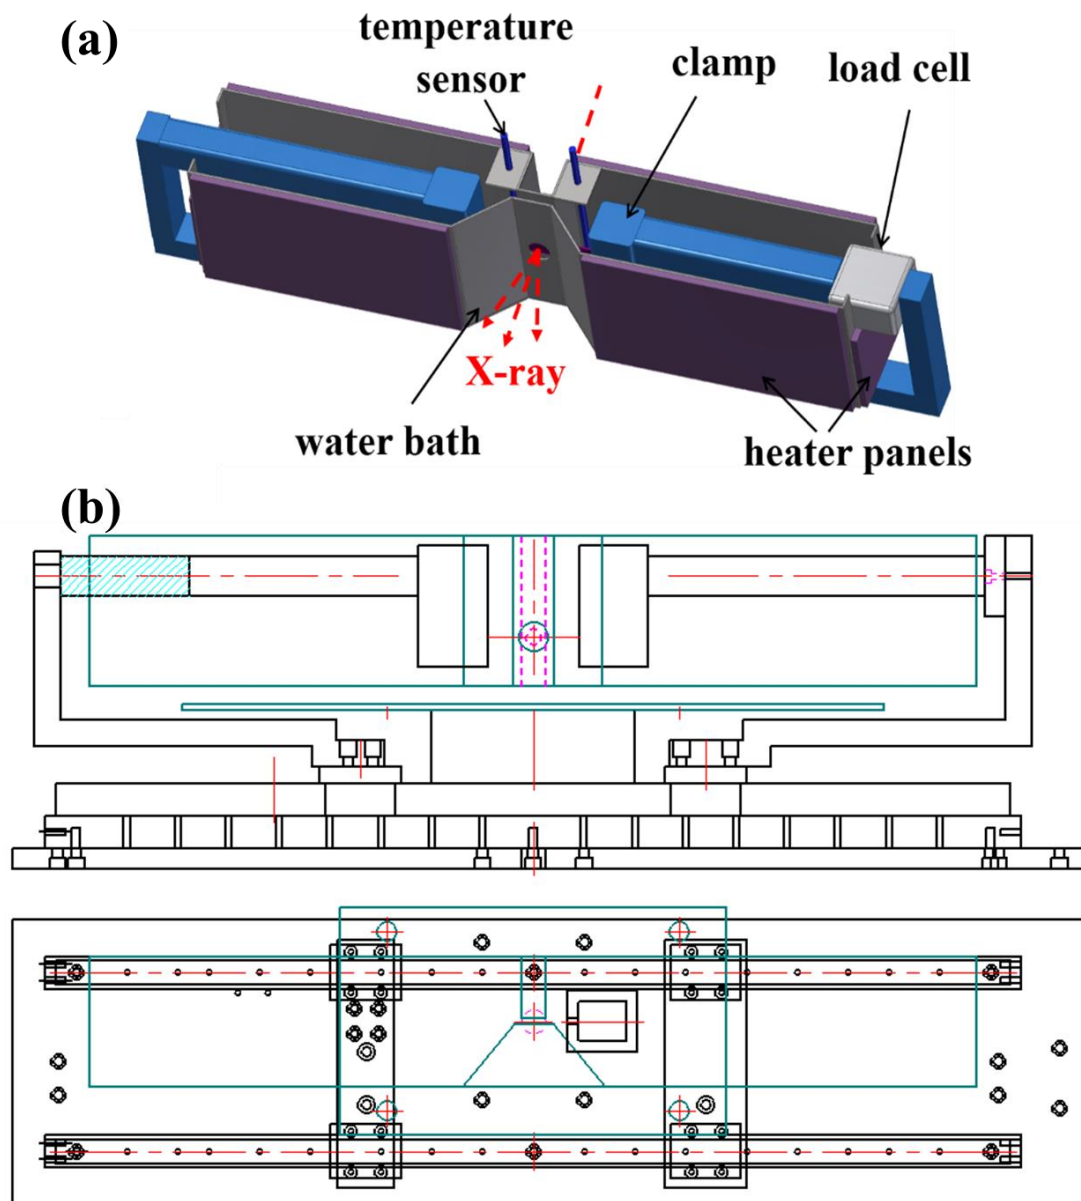 (a)
temperature
sensor
clamp
load cell
X-ray
water bath
heater panels
(b)